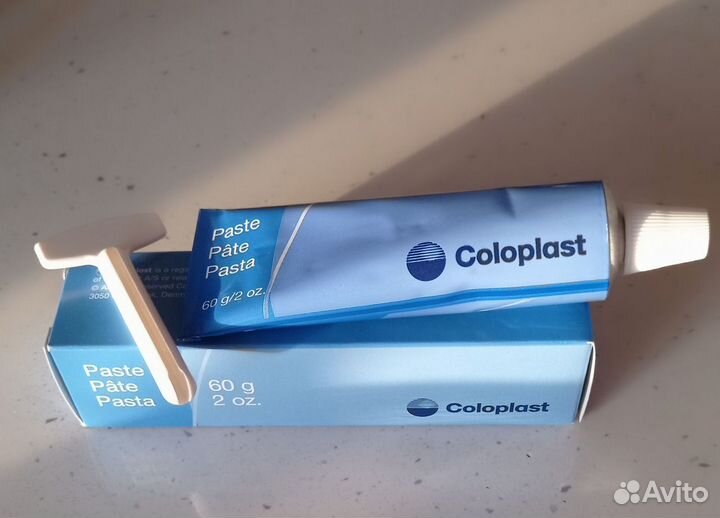 Paste
Pâte
Pasta
60 g/2 oz.
Coloplast
Paste
Pâte
Pasta
60 g
2 oz.
Coloplast
Avito